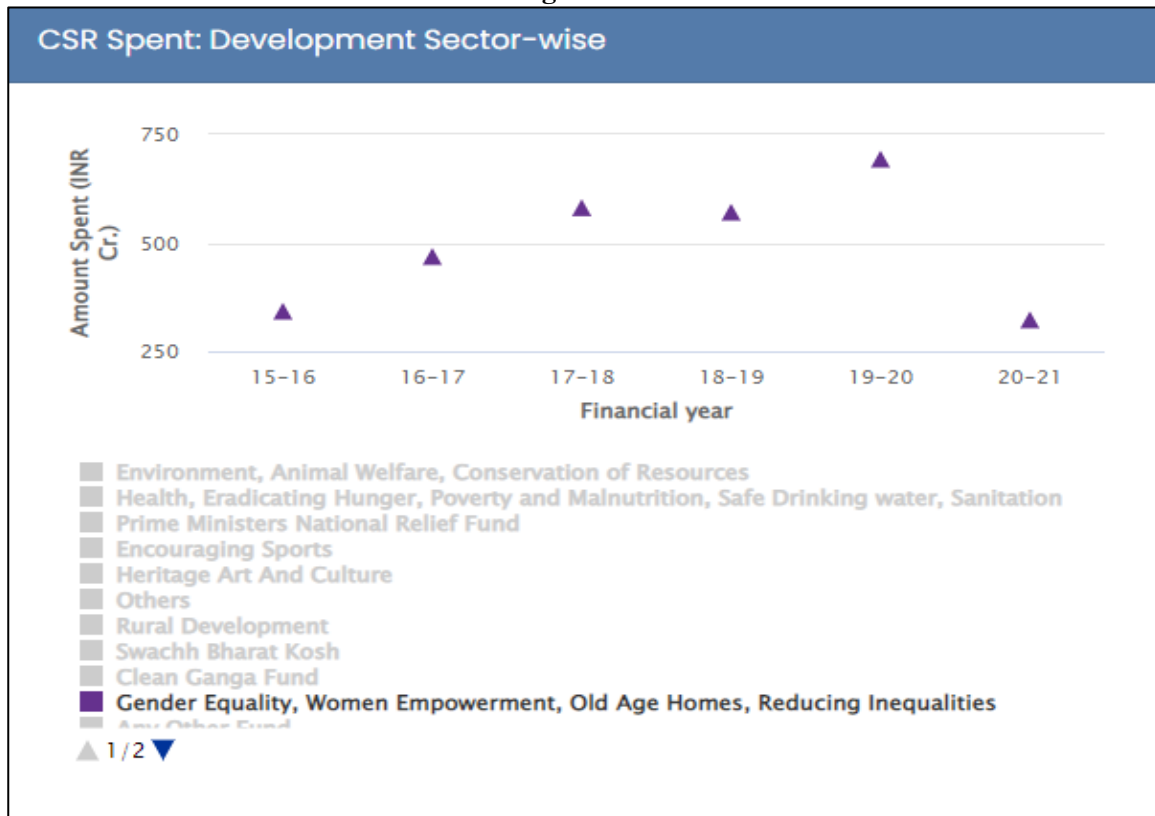 CSR Spent: Development Sector-wise
750
500
250
Amount Spent (INR
Cr.)
15-16 16-17 17-18 18-19 19-20 20-21
Financial year
Environment, Animal Welfare, Conservation of Resources
Health, Eradicating Hunger, Poverty and Malnutrition, Safe Drinking water, Sanitation
Prime Ministers National Relief Fund
Encouraging Sports
Heritage Art And Culture
Others
Rural Development
Swachh Bharat Kosh
Clean Ganga Fund
Gender Equality, Women Empowerment, Old Age Homes, Reducing Inequalities
Any Other Fund
1/2